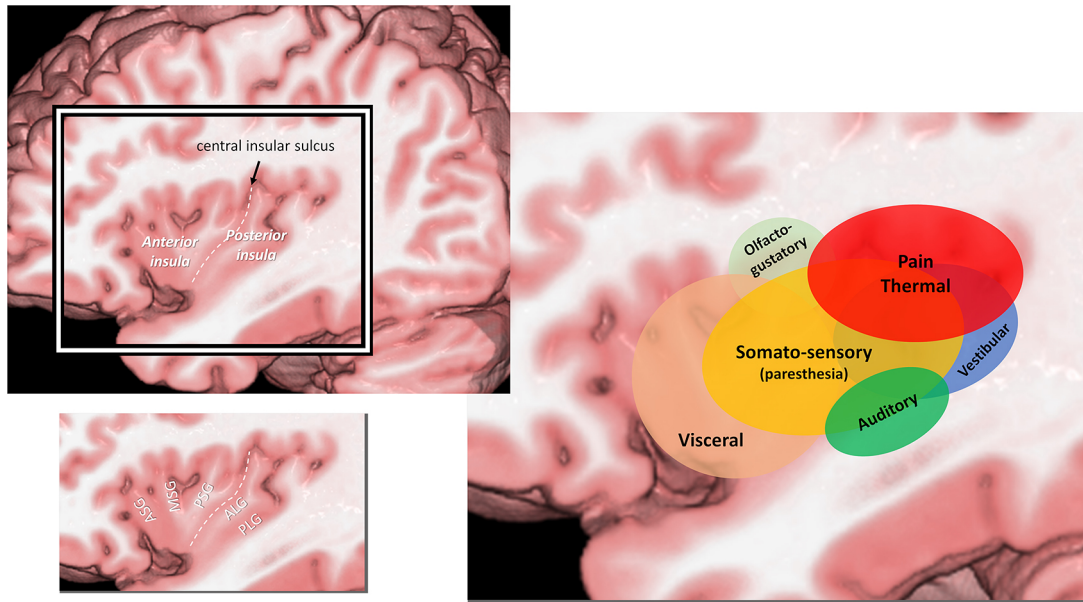 central insular sulcus
Anterior
insula
Posterior
insula
ASG
MSG
PSG
ALG
PLG
Olfacto-
gustatory
Pain
Thermal
Somato-sensory
(paresthesia)
Vestibular
Auditory
Visceral